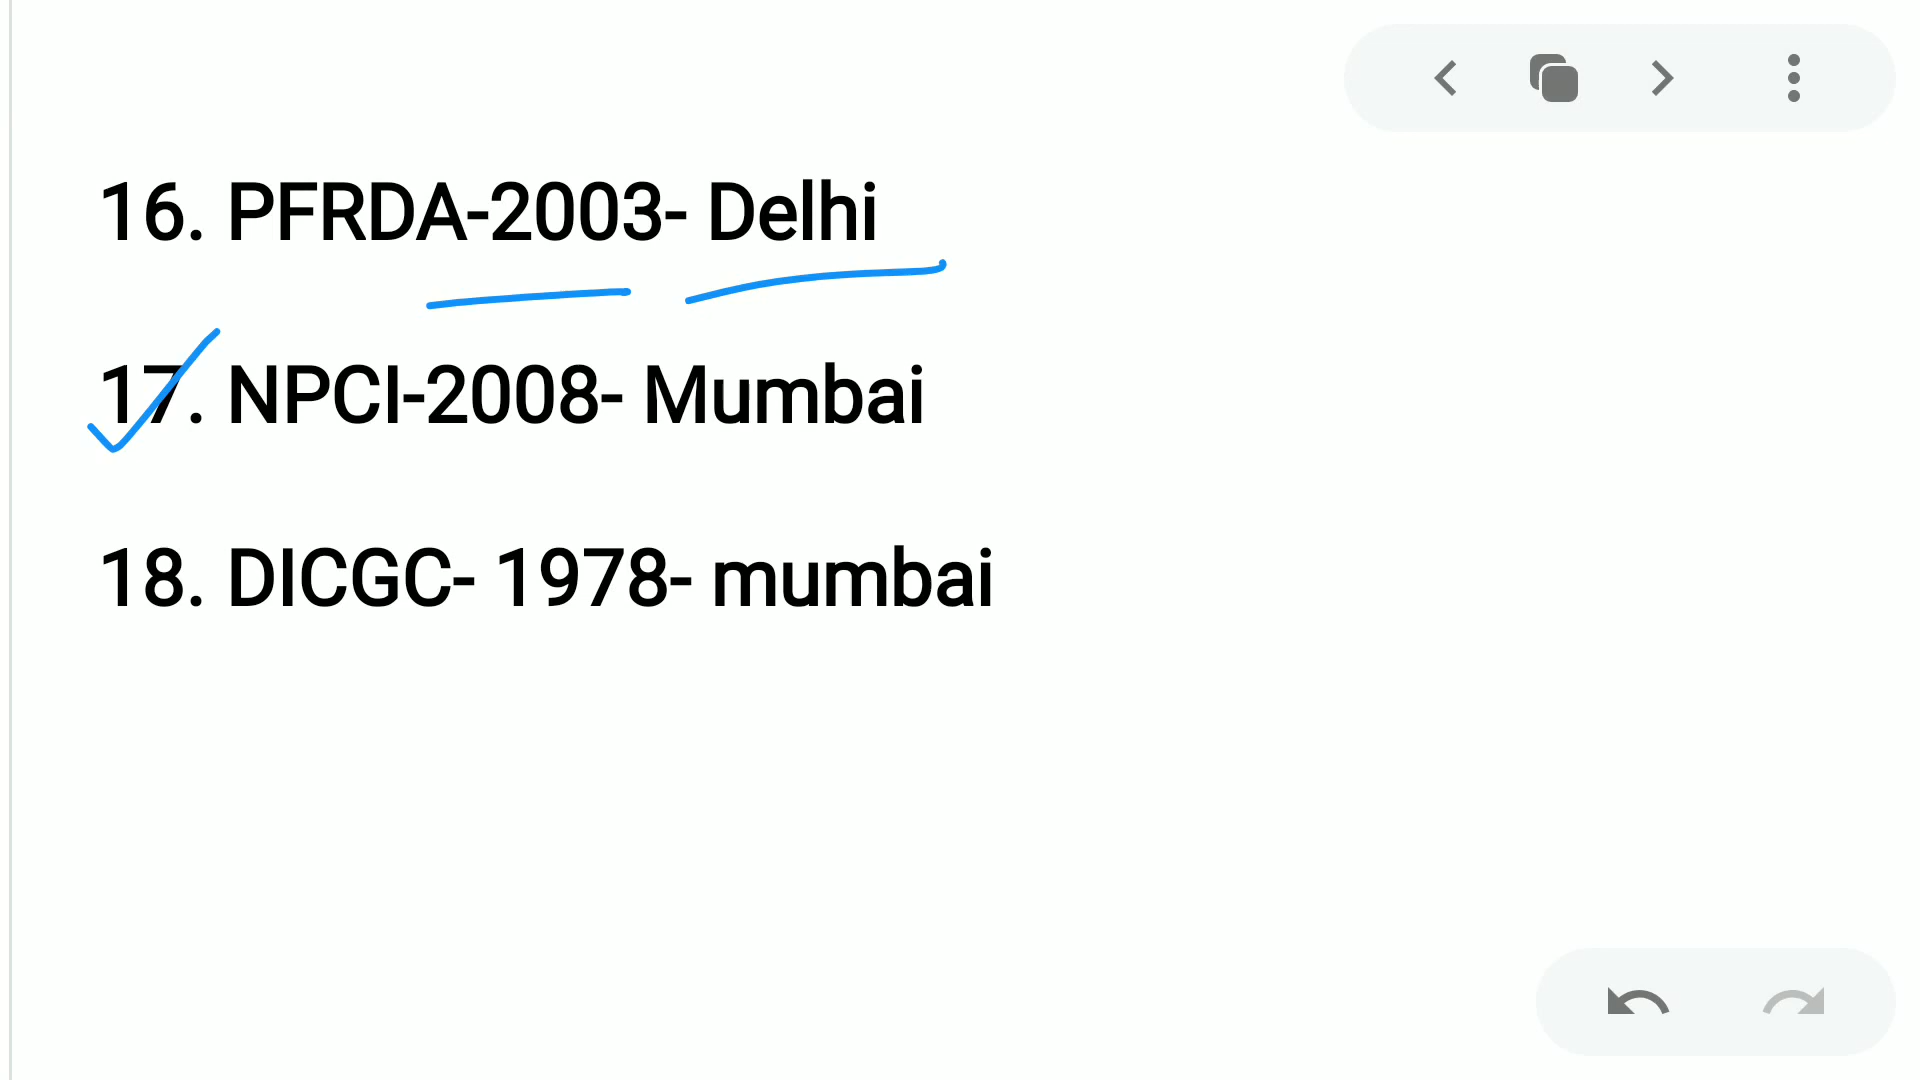 16. PFRDA-2003- Delhi
17. NPCI-2008- Mumbai
18. DICGC- 1978- mumbai